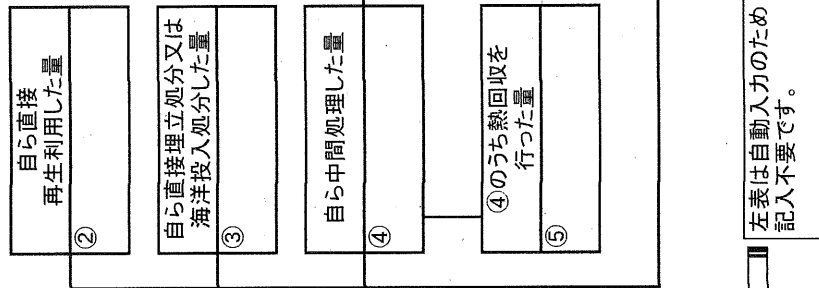 自ら直接
再生利用した量
②
自ら直接埋立処分又は
海洋投入処分した量
③
自ら中間処理した量
④
④のうち熱回収を
行った量
⑤
左表は自動入力のため
記入不要です。